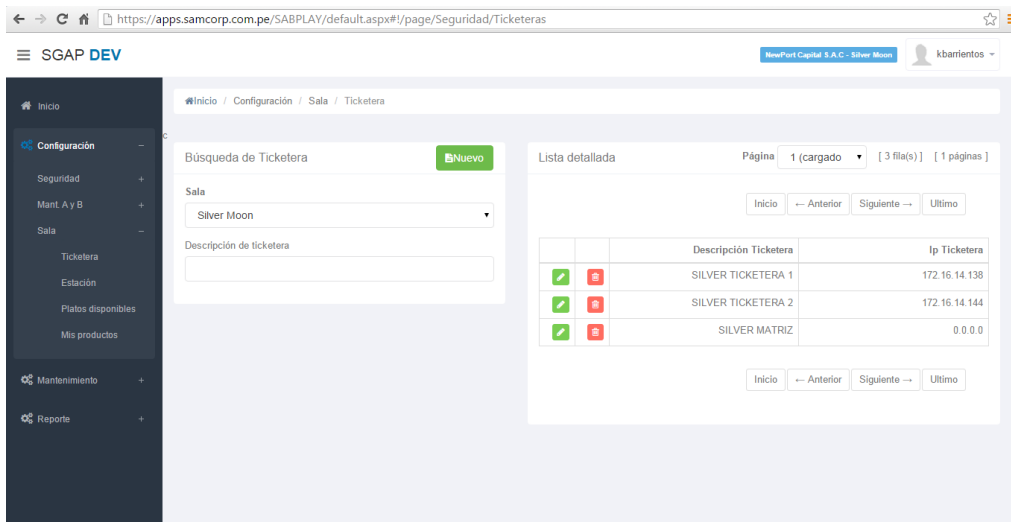 https://apps.samcorp.com.pe/SABPLAY/default.aspx#!/page/Seguridad/Ticketeras
SGAP DEV
NewPort Capital S.A.C - Silver Moon
kbarrientos
Inicio
Configuración
Seguridad
Mant. A y B
Sala
Ticketera
Estación
Platos disponibles
Mis productos
Mantenimiento
Reporte
Inicio / Configuración / Sala / Ticketera
c
Búsqueda de Ticketera
Nuevo
Sala
Silver Moon
Descripción de ticketera
Lista detallada
Página 1 (cargado [ 3 fila(s) ] [ 1 páginas ]
Inicio ← Anterior Siguiente → Ultimo
Descripción Ticketera Ip Ticketera
SILVER TICKETERA 1 172.16.14.138
SILVER TICKETERA 2 172.16.14.144
SILVER MATRIZ 0.0.0.0
Inicio ← Anterior Siguiente → Ultimo